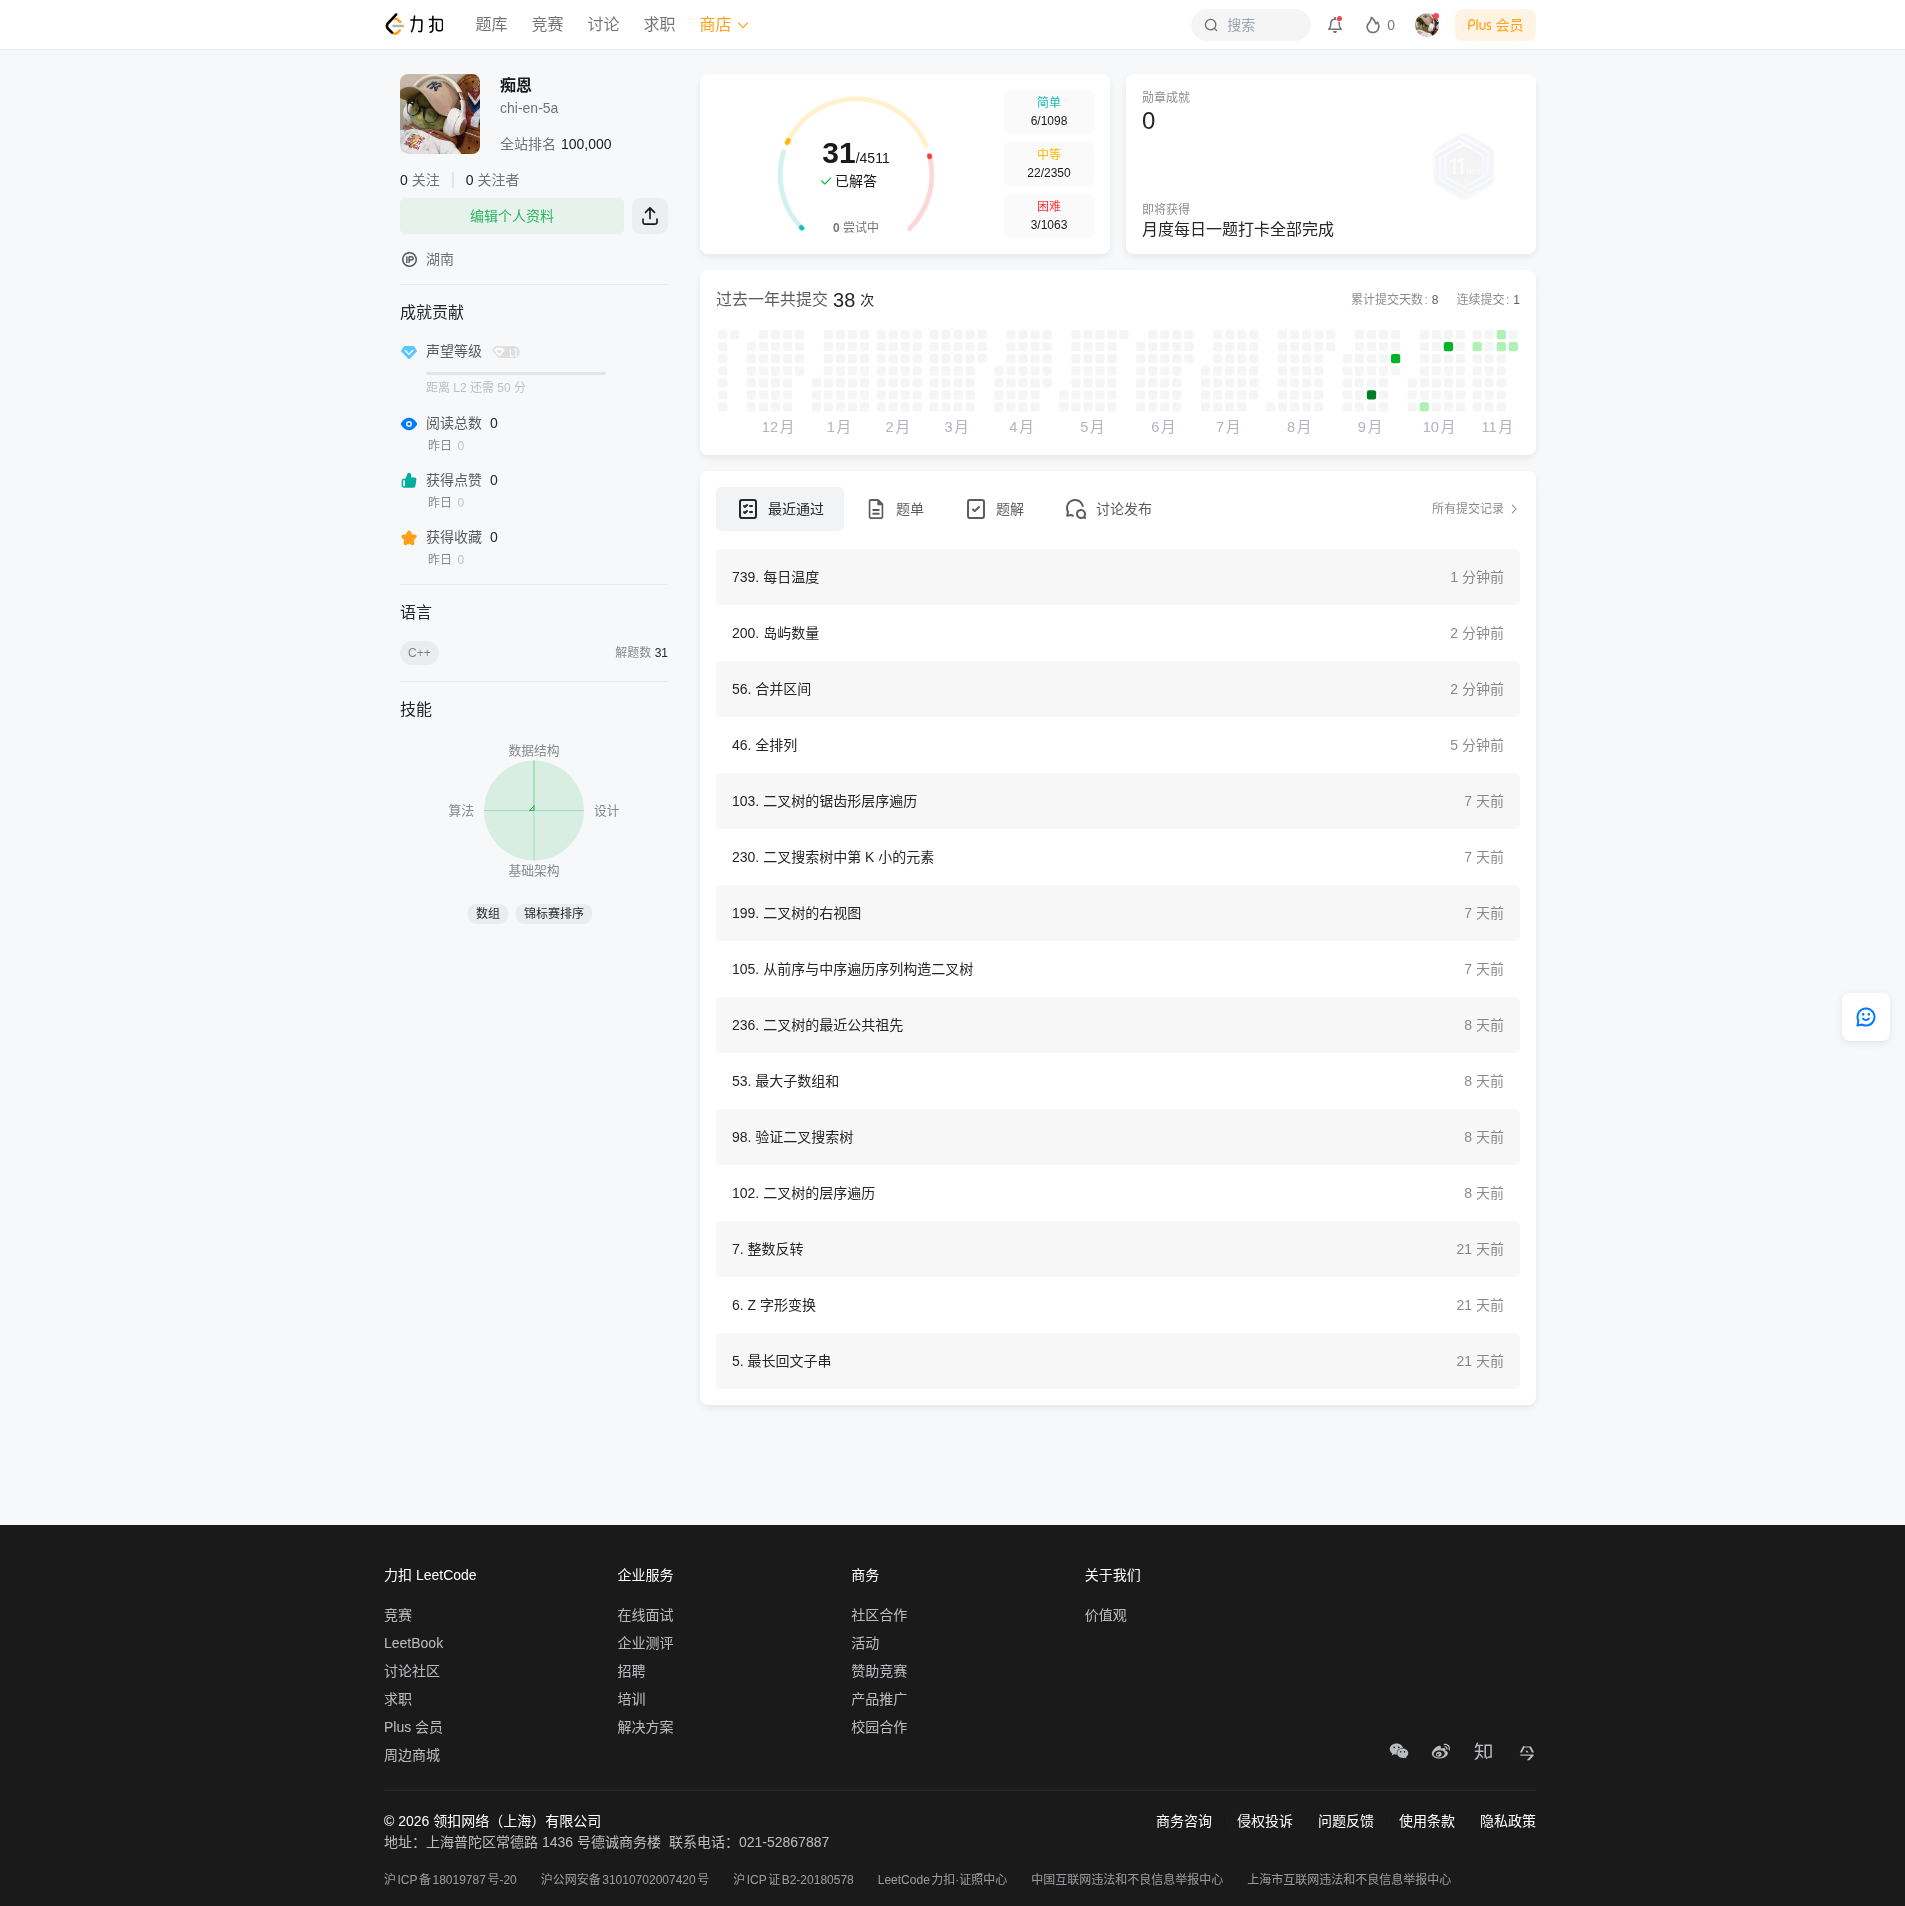 力扣 题库 竞赛 讨论 求职 商店 搜索 0 Plus 会员
痴恩
chi-en-5a
全站排名 100,000
0 关注 0 关注者
编辑个人资料
湖南
成就贡献
声望等级
距离 L2 还需 50 分
阅读总数 0
昨日 0
获得点赞 0
昨日 0
获得收藏 0
昨日 0
语言
C++ 解题数 31
技能
数据结构
算法 设计
基础架构
数组 锦标赛排序
31/4511
已解答
0 尝试中
简单
6/1098
中等
22/2350
困难
3/1063
勋章成就
0
即将获得
月度每日一题打卡全部完成
过去一年共提交 38 次 累计提交天数: 8 连续提交: 1
12月 1月 2月 3月 4月 5月 6月 7月 8月 9月 10月 11月
最近通过 题单 题解 讨论发布 所有提交记录
739. 每日温度 1 分钟前
200. 岛屿数量 2 分钟前
56. 合并区间 2 分钟前
46. 全排列 5 分钟前
103. 二叉树的锯齿形层序遍历 7 天前
230. 二叉搜索树中第 K 小的元素 7 天前
199. 二叉树的右视图 7 天前
105. 从前序与中序遍历序列构造二叉树 7 天前
236. 二叉树的最近公共祖先 8 天前
53. 最大子数组和 8 天前
98. 验证二叉搜索树 8 天前
102. 二叉树的层序遍历 8 天前
7. 整数反转 21 天前
6. Z 字形变换 21 天前
5. 最长回文子串 21 天前
力扣 LeetCode 企业服务 商务 关于我们
竞赛 在线面试 社区合作 价值观
LeetBook 企业测评 活动
讨论社区 招聘 赞助竞赛
求职 培训 产品推广
Plus 会员 解决方案 校园合作
周边商城
知
© 2026 领扣网络（上海）有限公司 商务咨询 侵权投诉 问题反馈 使用条款 隐私政策
地址：上海普陀区常德路 1436 号德诚商务楼 联系电话：021-52867887
沪ICP备18019787号-20 沪公网安备31010702007420号 沪ICP证B2-20180578 LeetCode力扣·证照中心 中国互联网违法和不良信息举报中心 上海市互联网违法和不良信息举报中心